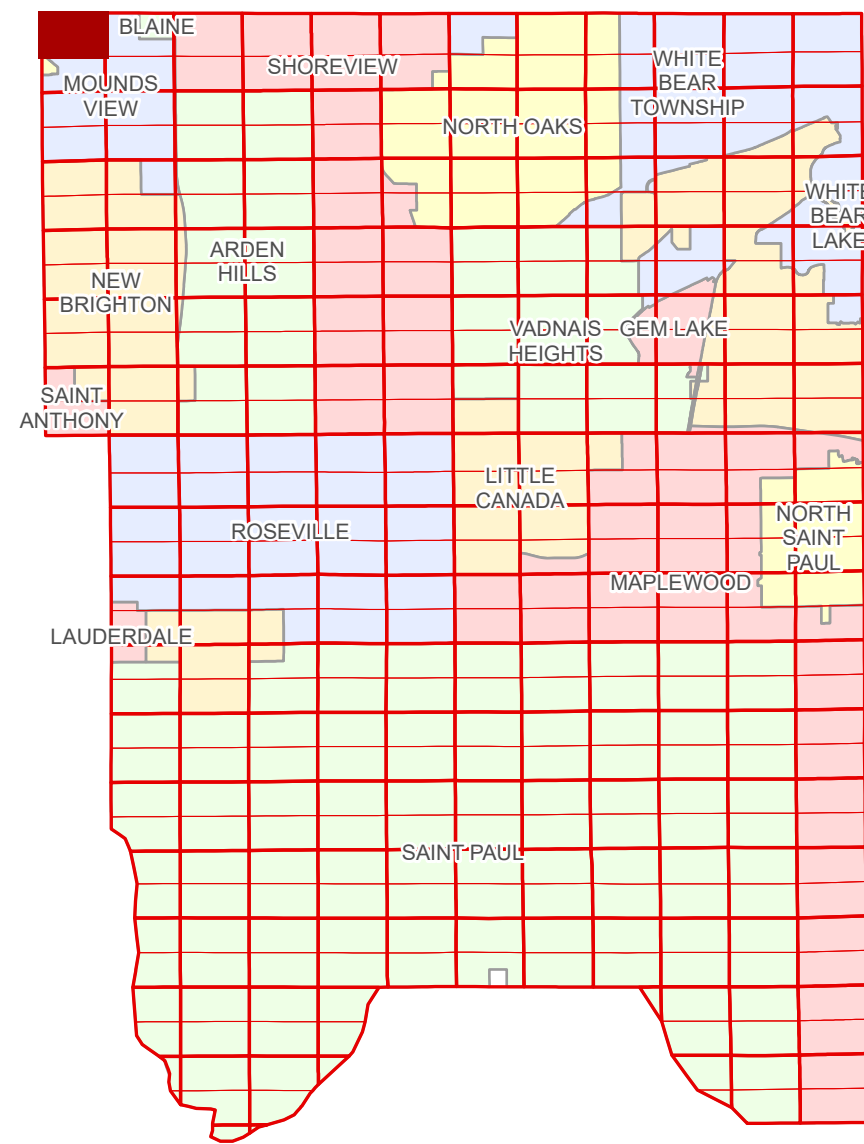 BLAINE
SHOREVIEW
MOUNDS
VIEW
WHITE
BEAR
TOWNSHIP
NORTH OAKS
WHITE
BEAR
LAKE
ARDEN
HILLS
NEW
BRIGHTON
VADNAIS
HEIGHTS
GEM LAKE
SAINT
ANTHONY
LITTLE
CANADA
ROSEVILLE
NORTH
SAINT
PAUL
MAPLEWOOD
LAUDERDALE
SAINT PAUL